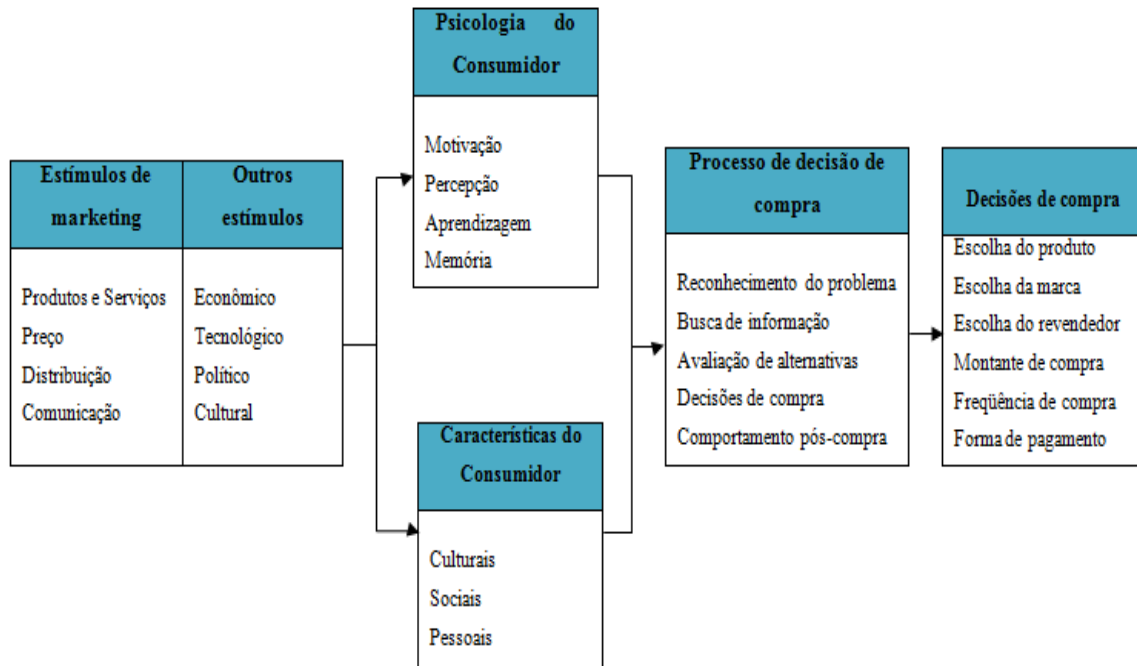 Estímulos de
marketing
Produtos e Serviços
Preço
Distribuição
Comunicação
Outros
estímulos
Econômico
Tecnológico
Político
Cultural
Psicologia do
Consumidor
Motivação
Percepção
Aprendizagem
Memória
Características do
Consumidor
Culturais
Sociais
Pessoais
Processo de decisão de
compra
Reconhecimento do problema
Busca de informação
Avaliação de alternativas
Decisões de compra
Comportamento pós-compra
Decisões de compra
Escolha do produto
Escolha da marca
Escolha do revendedor
Montante de compra
Freqüência de compra
Forma de pagamento